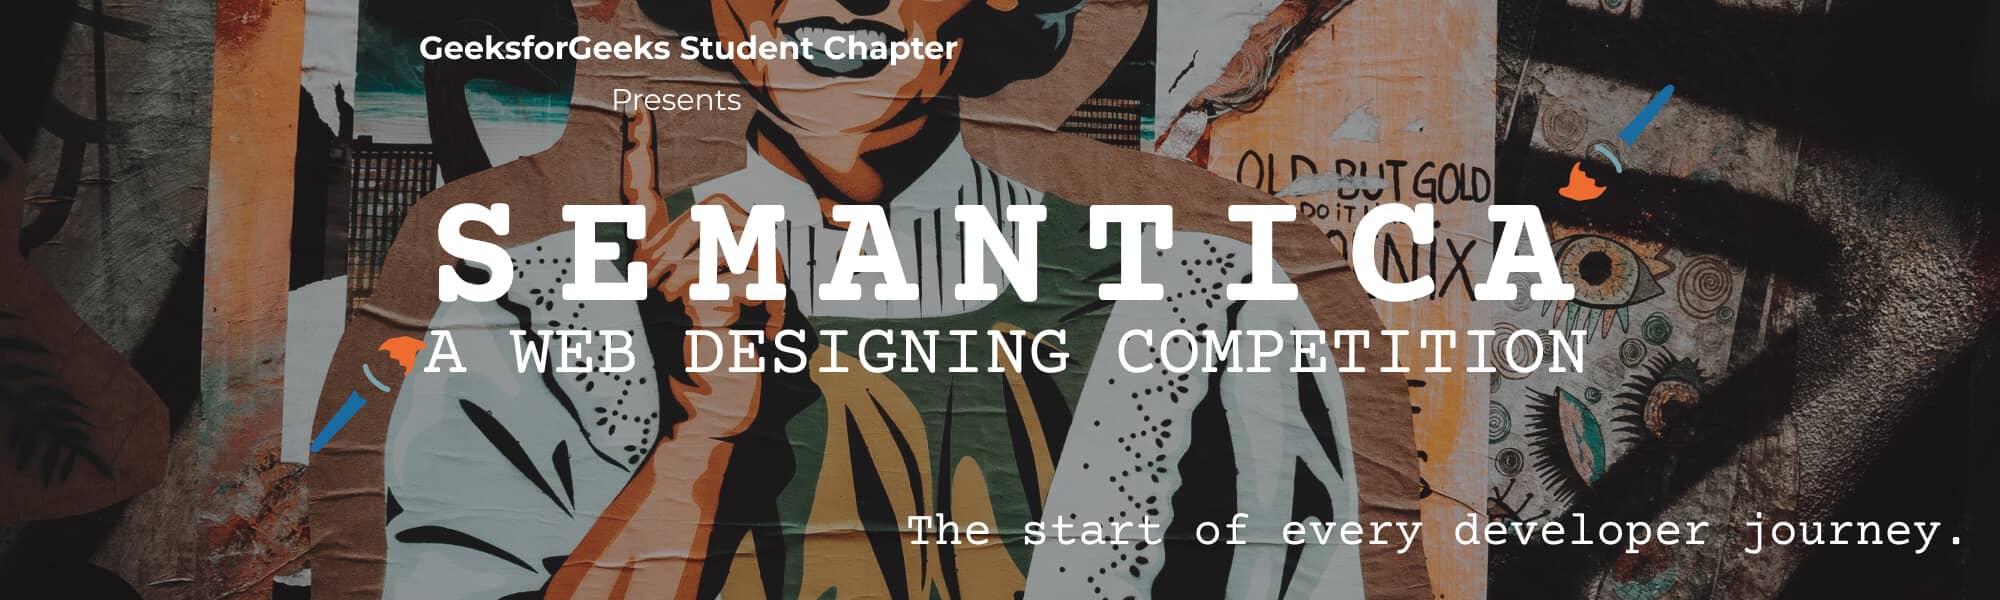 GeeksforGeeks Student Chapter
Presents
OLD BUT GOLD
DO iT
NiX
SEMANTICA
A WEB DESIGNING COMPETITION
The start of every developer journey.